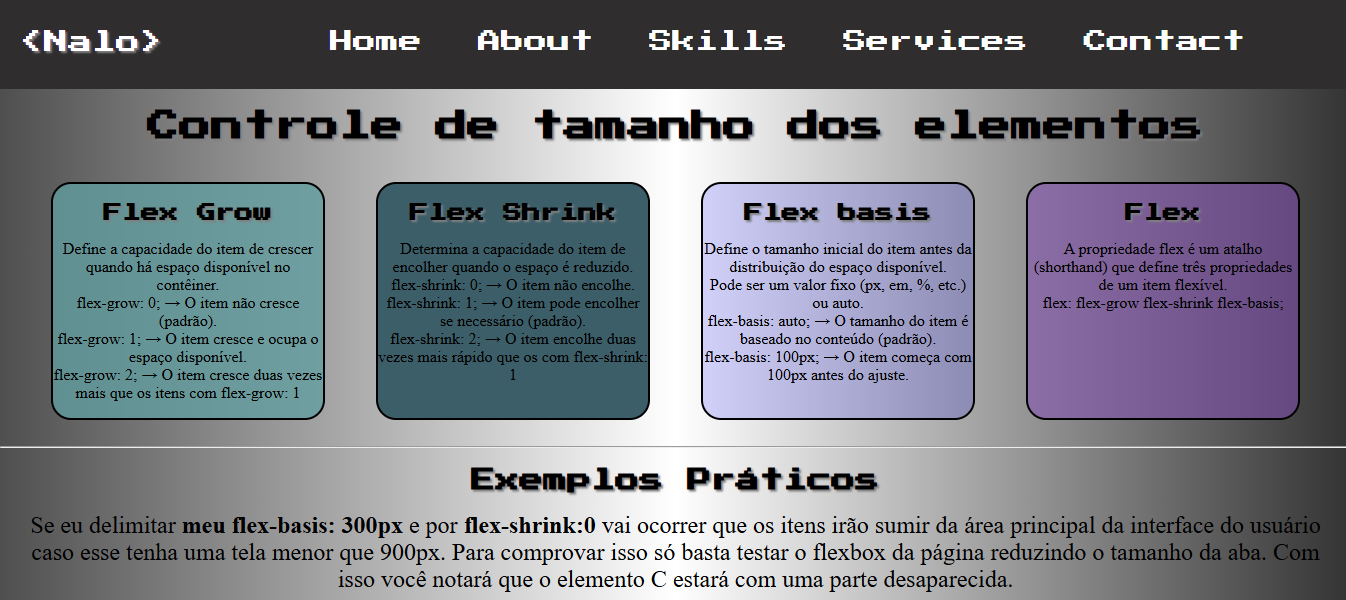 <Nalo> Home About Skills Services Contact
Controle de tamanho dos elementos
Flex Grow
Define a capacidade do item de crescer
quando há espaço disponível no
contêiner.
flex-grow: 0; → O item não cresce
(padrão).
flex-grow: 1; → O item cresce e ocupa o
espaço disponível.
flex-grow: 2; → O item cresce duas vezes
mais que os itens com flex-grow: 1
Flex Shrink
Determina a capacidade do item de
encolher quando o espaço é reduzido.
flex-shrink: 0; → O item não encolhe.
flex-shrink: 1; → O item pode encolher
se necessário (padrão).
flex-shrink: 2; → O item encolhe duas
vezes mais rápido que os com flex-shrink:
1
Flex basis
Define o tamanho inicial do item antes da
distribuição do espaço disponível.
Pode ser um valor fixo (px, em, %, etc.)
ou auto.
flex-basis: auto; → O tamanho do item é
baseado no conteúdo (padrão).
flex-basis: 100px; → O item começa com
100px antes do ajuste.
Flex
A propriedade flex é um atalho
(shorthand) que define três propriedades
de um item flexível.
flex: flex-grow flex-shrink flex-basis;
Exemplos Práticos
Se eu delimitar meu flex-basis: 300px e por flex-shrink:0 vai ocorrer que os itens irão sumir da área principal da interface do usuário
caso esse tenha uma tela menor que 900px. Para comprovar isso só basta testar o flexbox da página reduzindo o tamanho da aba. Com
isso você notará que o elemento C estará com uma parte desaparecida.